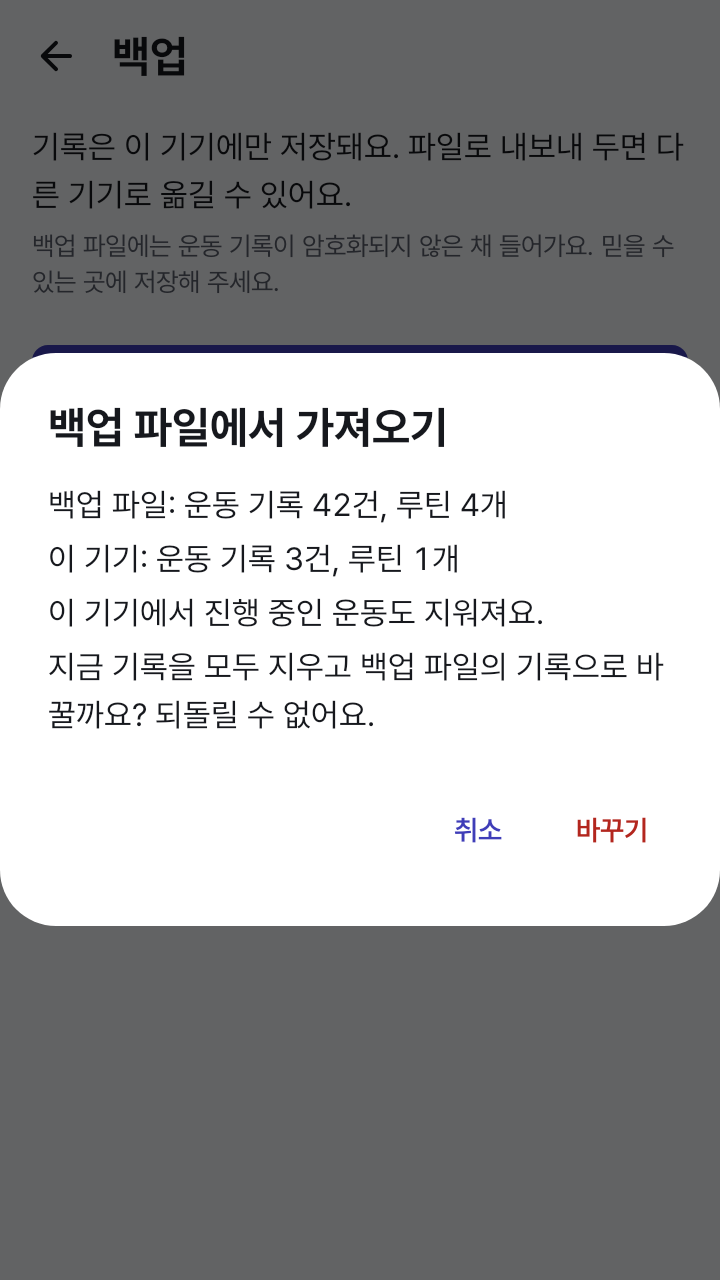 백업
기록은 이 기기에만 저장돼요. 파일로 내보내 두면 다
른 기기로 옮길 수 있어요.
백업 파일에는 운동 기록이 암호화되지 않은 채 들어가요. 믿을 수
있는 곳에 저장해 주세요.
백업 파일에서 가져오기
백업 파일: 운동 기록 42건, 루틴 4개
이 기기: 운동 기록 3건, 루틴 1개
이 기기에서 진행 중인 운동도 지워져요.
지금 기록을 모두 지우고 백업 파일의 기록으로 바
꿀까요? 되돌릴 수 없어요.
취소 바꾸기